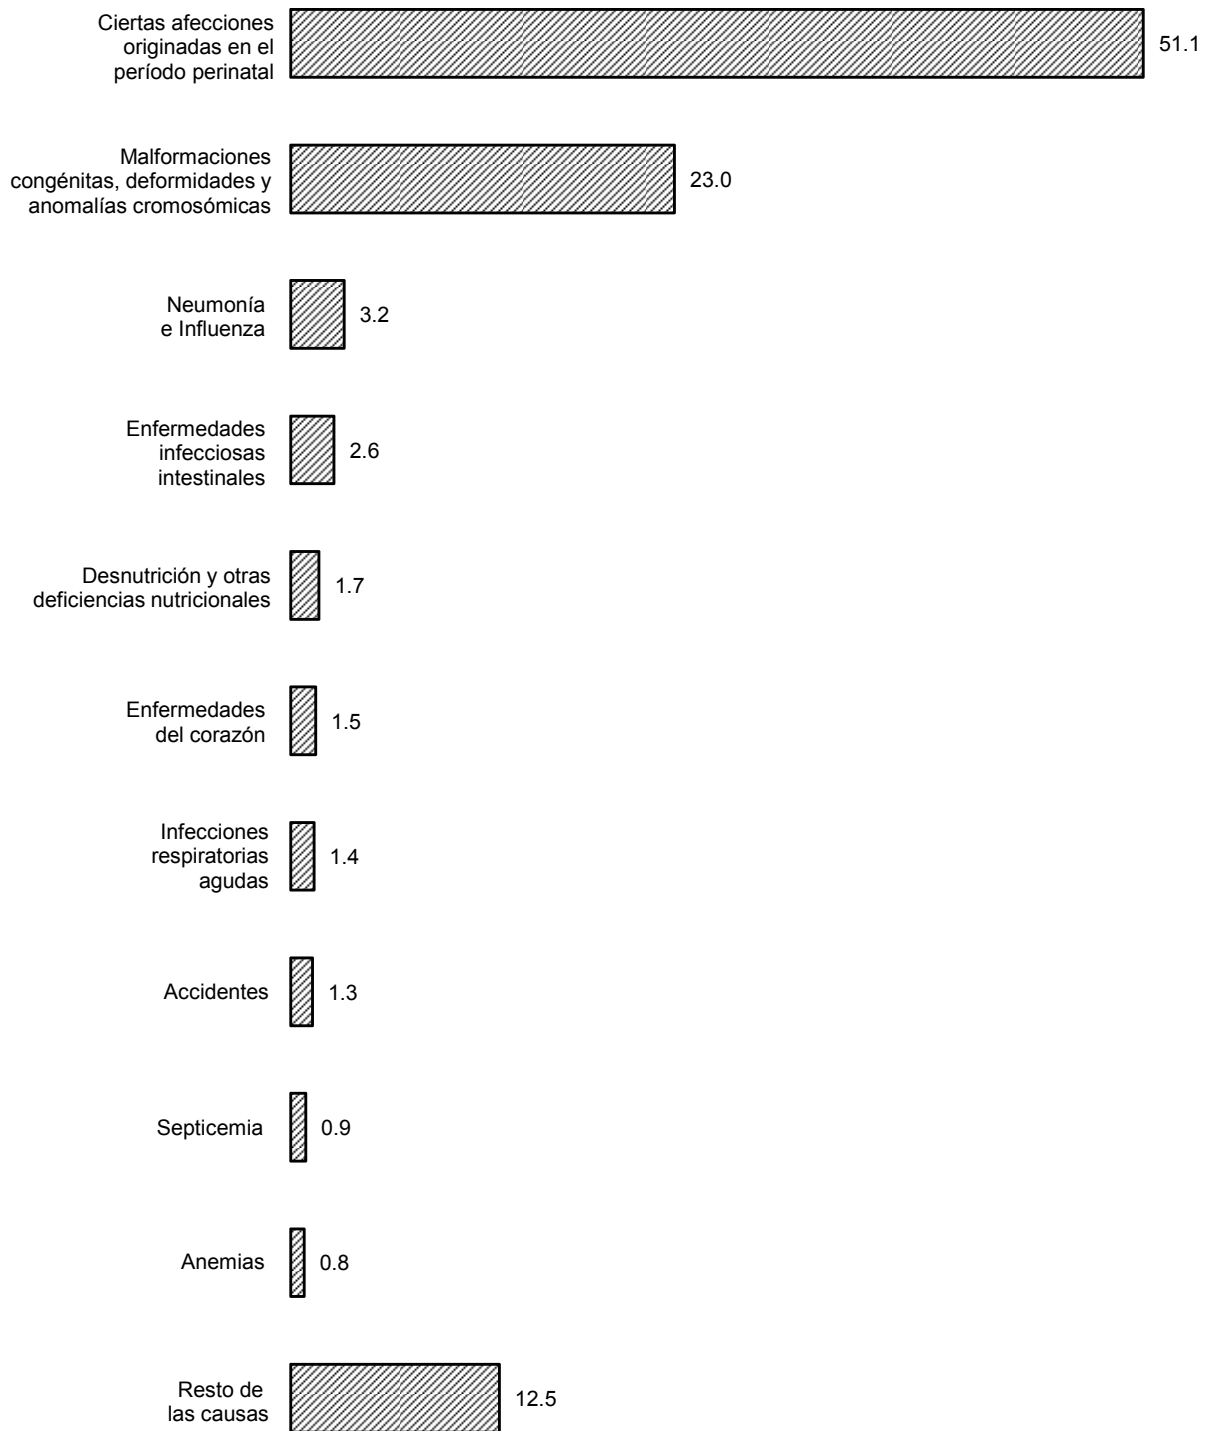 Ciertas afecciones
originadas en el
período perinatal
51.1
Malformaciones
congénitas, deformidades y
anomalías cromosómicas
23.0
Neumonía
e Influenza
3.2
Enfermedades
infecciosas
intestinales
2.6
Desnutrición y otras
deficiencias nutricionales
1.7
Enfermedades
del corazón
1.5
Infecciones
respiratorias
agudas
1.4
Accidentes
1.3
Septicemia
0.9
Anemias
0.8
Resto de
las causas
12.5